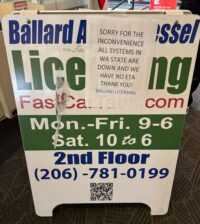 Ballard A
ssel
SORRY FOR THE
INCONVENIENCE
ALL SYSTEMS IN
WA STATE ARE
DOWN AND WE
HAVE NO ETA
THANK YOU!
BALLARD LICENSING
Lice
ng
Fast
.com
Mon.-Fri. 9-6
Sat. 10 to 6
2nd Floor
(206) -781-0199